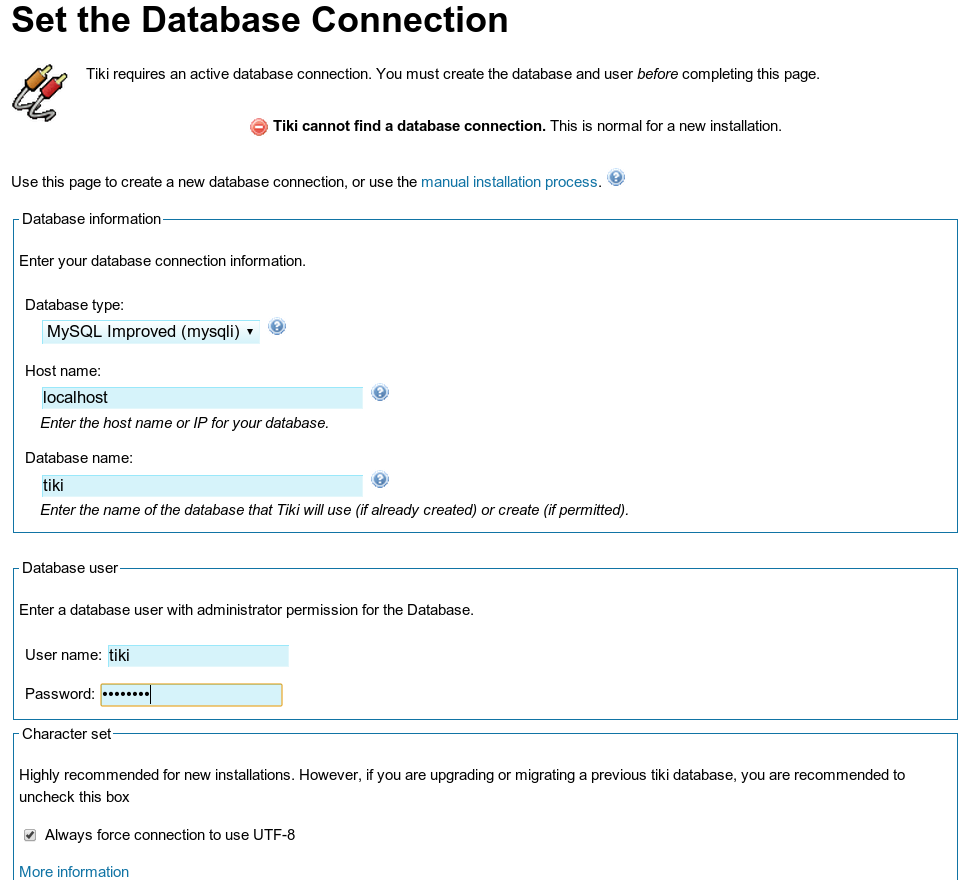 Set the Database Connection
Tiki requires an active database connection. You must create the database and user before completing this page.
Tiki cannot find a database connection. This is normal for a new installation.
Use this page to create a new database connection, or use the manual installation process. ?
Database information
Enter your database connection information.
Database type:
MySQL Improved (mysqli) ▾ ?
Host name:
localhost ?
Enter the host name or IP for your database.
Database name:
tiki ?
Enter the name of the database that Tiki will use (if already created) or create (if permitted).
Database user
Enter a database user with administrator permission for the Database.
User name: tiki
Password: ••••••••
Character set
Highly recommended for new installations. However, if you are upgrading or migrating a previous tiki database, you are recommended to
uncheck this box
Always force connection to use UTF-8
More information